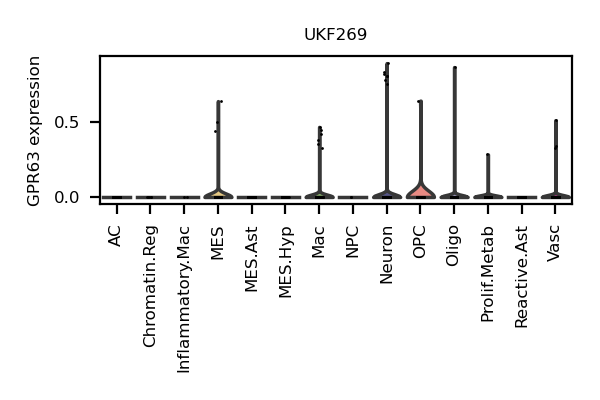 UKF269
GPR63 expression
0.5
0.0
AC
Chromatin.Reg
Inflammatory.Mac
MES
MES.Ast
MES.Hyp
Mac
NPC
Neuron
OPC
Oligo
Prolif.Metab
Reactive.Ast
Vasc